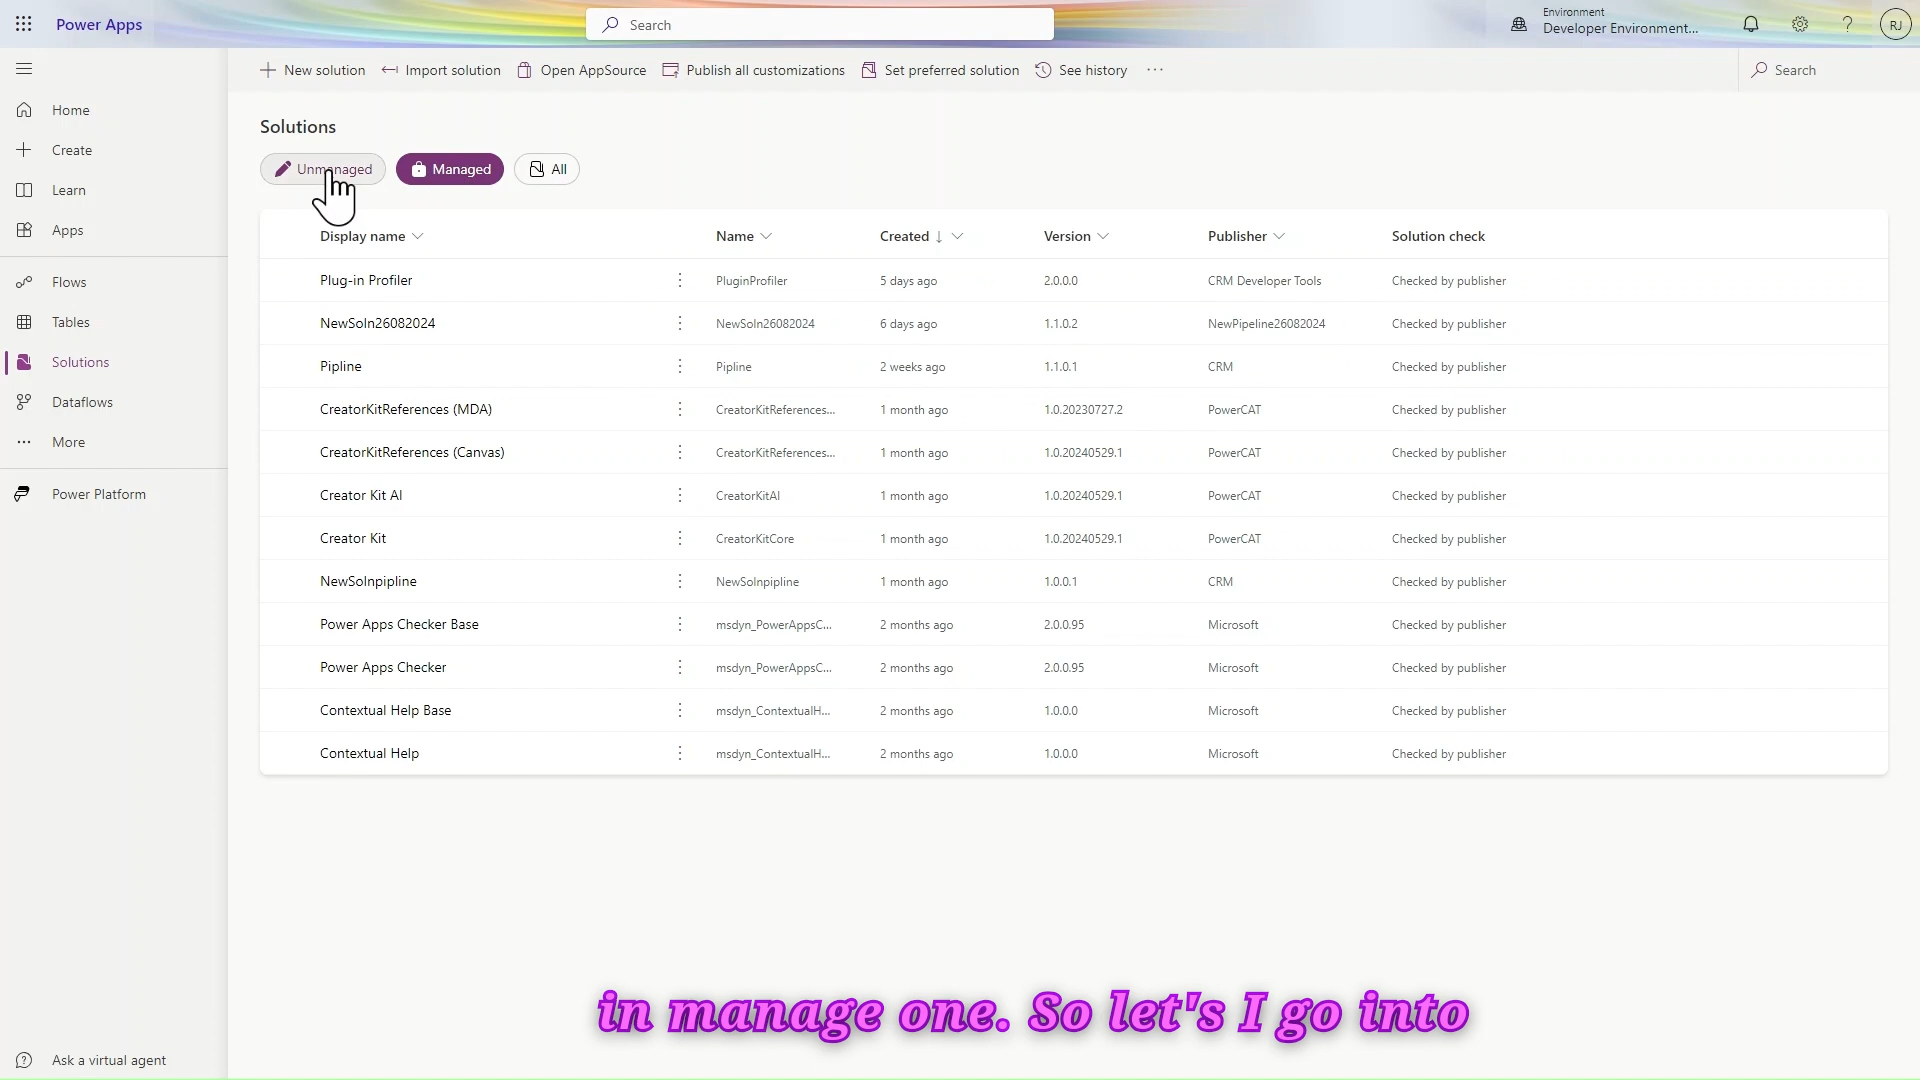 Power Apps
Search
Environment
Developer Environment...
RJ
New solution
Import solution
Open AppSource
Publish all customizations
Set preferred solution
See history
Search
Home
Create
Learn
Apps
Flows
Tables
Solutions
Dataflows
More
Power Platform
Ask a virtual agent
Solutions
Unmanaged Managed All
Display name Name Created ↓ Version Publisher Solution check
Plug-in Profiler PluginProfiler 5 days ago 2.0.0.0 CRM Developer Tools Checked by publisher
NewSoln26082024 NewSoln26082024 6 days ago 1.1.0.2 NewPipeline26082024 Checked by publisher
Pipline Pipline 2 weeks ago 1.1.0.1 CRM Checked by publisher
CreatorKitReferences (MDA) CreatorKitReferences... 1 month ago 1.0.20230727.2 PowerCAT Checked by publisher
CreatorKitReferences (Canvas) CreatorKitReferences... 1 month ago 1.0.20240529.1 PowerCAT Checked by publisher
Creator Kit AI CreatorKitAI 1 month ago 1.0.20240529.1 PowerCAT Checked by publisher
Creator Kit CreatorKitCore 1 month ago 1.0.20240529.1 PowerCAT Checked by publisher
NewSolnpipline NewSolnpipline 1 month ago 1.0.0.1 CRM Checked by publisher
Power Apps Checker Base msdyn_PowerAppsC... 2 months ago 2.0.0.95 Microsoft Checked by publisher
Power Apps Checker msdyn_PowerAppsC... 2 months ago 2.0.0.95 Microsoft Checked by publisher
Contextual Help Base msdyn_ContextualH... 2 months ago 1.0.0.0 Microsoft Checked by publisher
Contextual Help msdyn_ContextualH... 2 months ago 1.0.0.0 Microsoft Checked by publisher
in manage one. So let's I go into